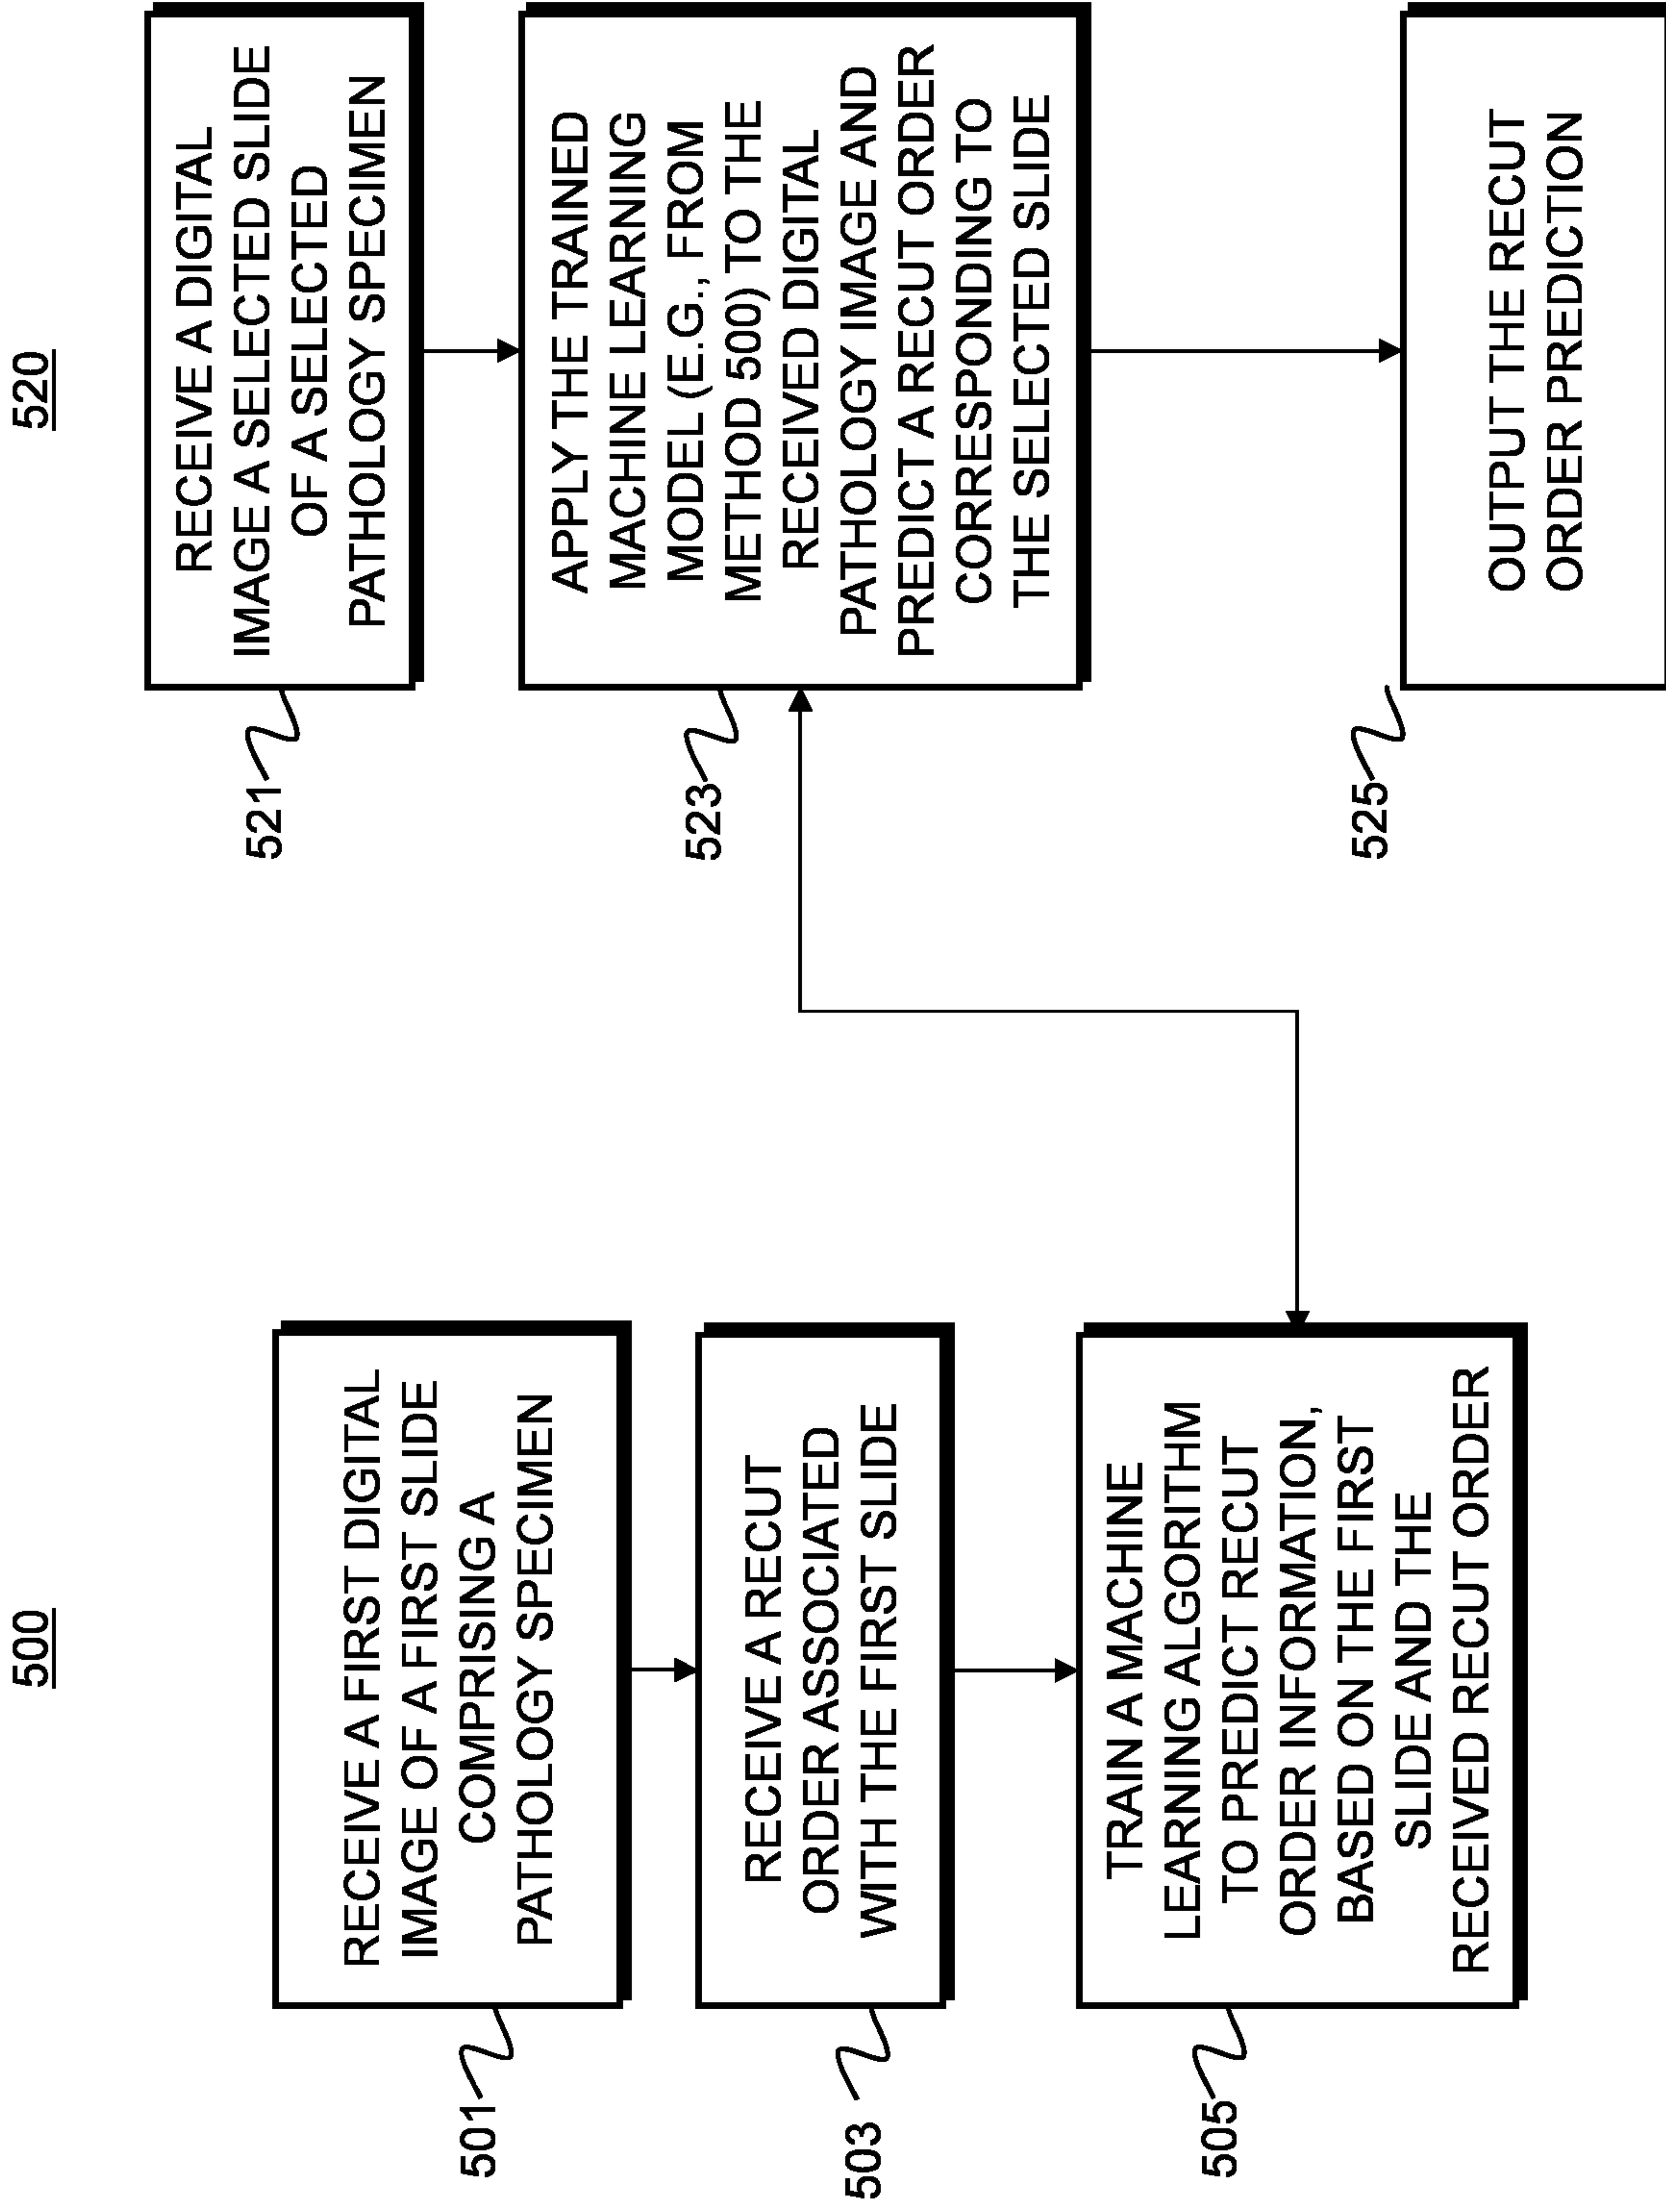 500
501
RECEIVE A FIRST DIGITAL
IMAGE OF A FIRST SLIDE
COMPRISING A
PATHOLOGY SPECIMEN
503
RECEIVE A RECUT
ORDER ASSOCIATED
WITH THE FIRST SLIDE
505
TRAIN A MACHINE
LEARNING ALGORITHM
TO PREDICT RECUT
ORDER INFORMATION,
BASED ON THE FIRST
SLIDE AND THE
RECEIVED RECUT ORDER
520
521
RECEIVE A DIGITAL
IMAGE A SELECTED SLIDE
OF A SELECTED
PATHOLOGY SPECIMEN
523
APPLY THE TRAINED
MACHINE LEARNING
MODEL (E.G., FROM
METHOD 500) TO THE
RECEIVED DIGITAL
PATHOLOGY IMAGE AND
PREDICT A RECUT ORDER
CORRESPONDING TO
THE SELECTED SLIDE
525
OUTPUT THE RECUT
ORDER PREDICTION